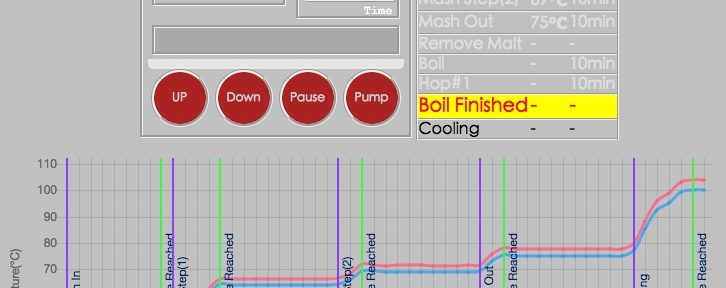 Time
Mash Step(2) 69°C 10min
Mash Out 75°C 10min
Remove Malt - -
Boil - 10min
Hop#1 10min
Boil Finished - -
Cooling - -
UP Down Pause Pump
110
100
90
80
70
ture(°C)
h In
e Reached
step(1)
e Reached
step(2)
e Reached
Out
e Reached
ng
e Reached